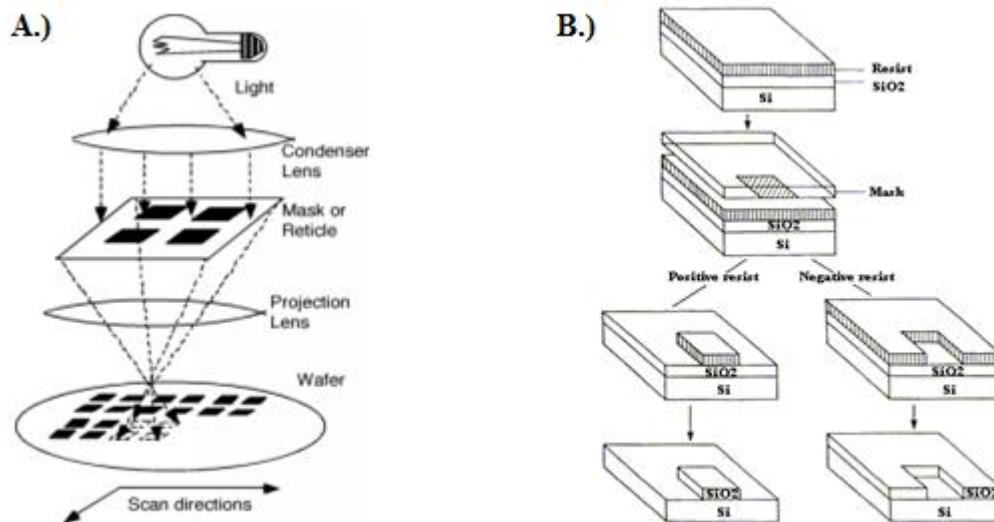 A.)
Light
Condenser
Lens
Mask or
Reticle
Projection
Lens
Wafer
Scan directions
B.)
Resist
SiO2
Si
Mask
SiO2
Si
Positive resist
Negative resist
SiO2
Si
SiO2
Si
SiO2
Si
SiO2
Si